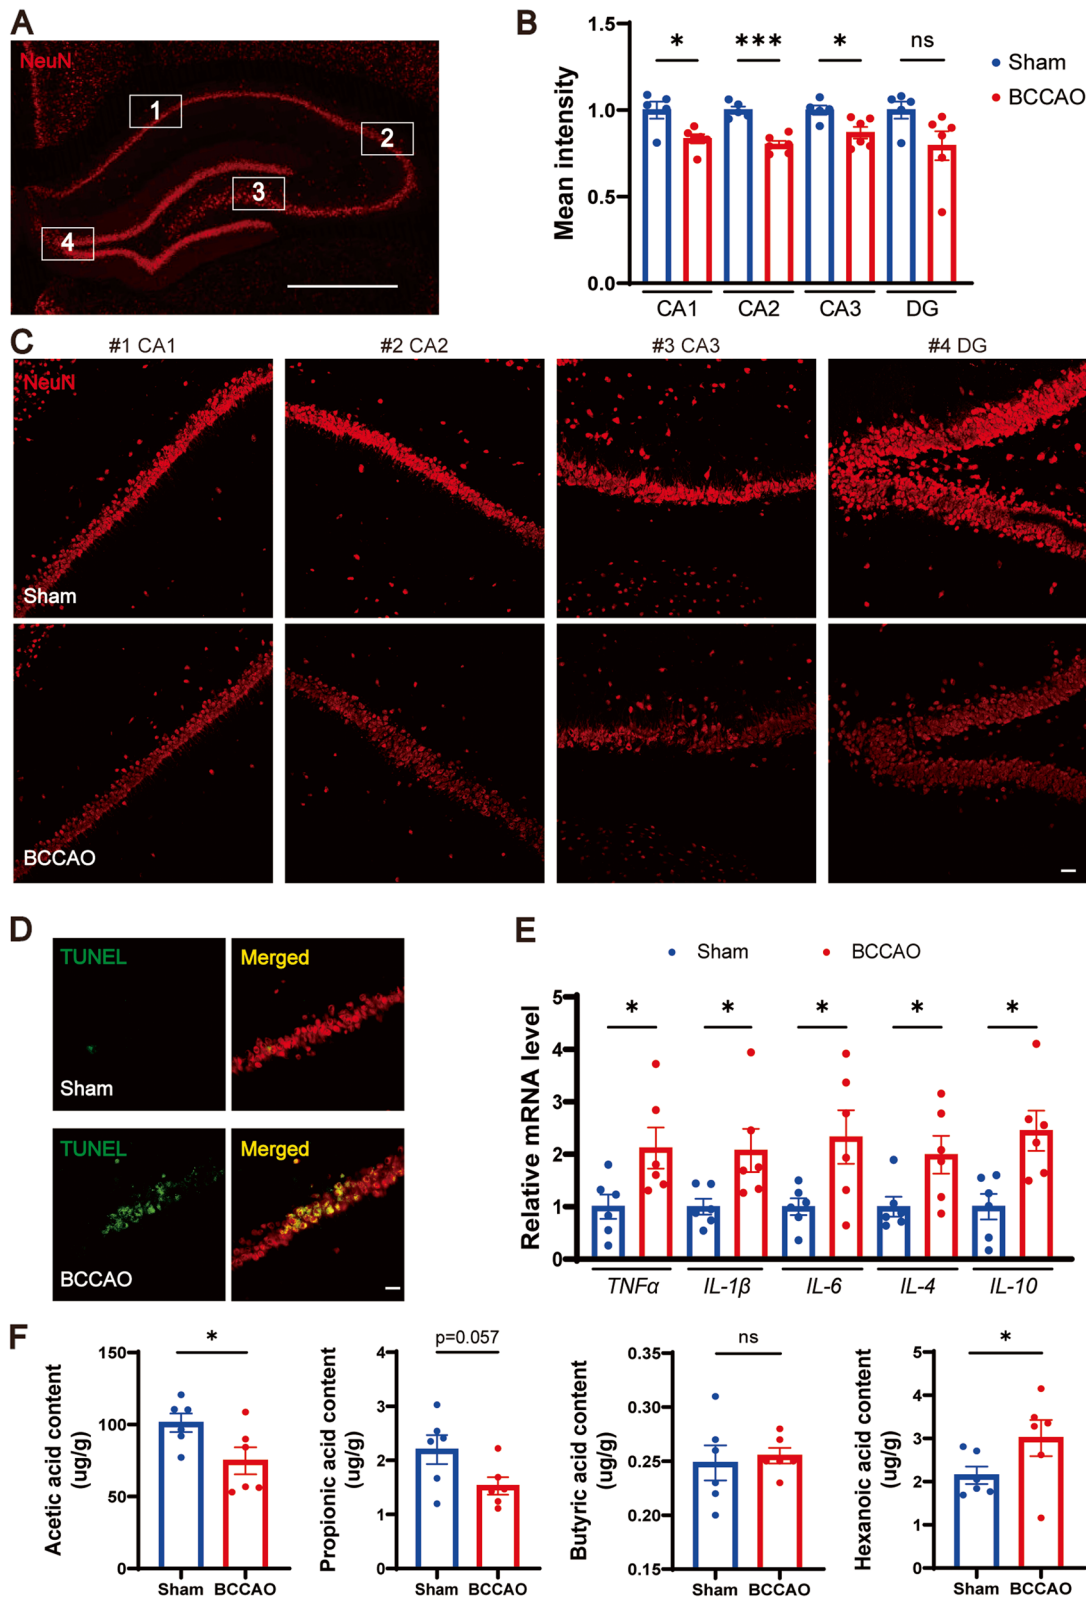 A
NeuN
1
2
3
4
B
Mean intensity
1.5
1.0
0.5
0.0
*
***
*
ns
Sham
BCCAO
CA1
CA2
CA3
DG
C
#1 CA1
#2 CA2
#3 CA3
#4 DG
NeuN
Sham
BCCAO
D
TUNEL
Merged
Sham
TUNEL
Merged
BCCAO
E
Sham
BCCAO
Relative mRNA level
5
4
3
2
1
0
*
*
*
*
*
TNFα
IL-1β
IL-6
IL-4
IL-10
F
Acetic acid content
(ug/g)
150
100
50
0
*
Sham
BCCAO
Propionic acid content
(ug/g)
4
3
2
1
0
p=0.057
Sham
BCCAO
Butyric acid content
(ug/g)
0.35
0.30
0.25
0.20
0.15
ns
Sham
BCCAO
Hexanoic acid content
(ug/g)
5
4
3
2
1
0
*
Sham
BCCAO